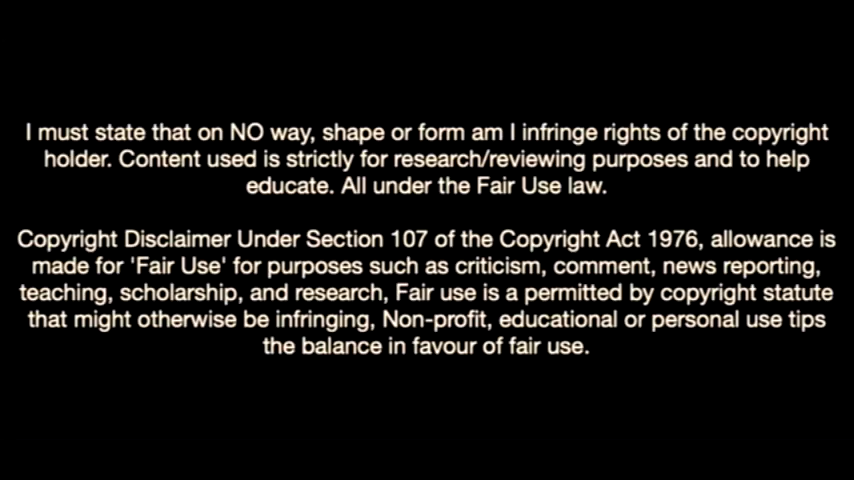 I must state that on NO way, shape or form am I infringe rights of the copyright
holder. Content used is strictly for research/reviewing purposes and to help
educate. All under the Fair Use law.
Copyright Disclaimer Under Section 107 of the Copyright Act 1976, allowance is
made for 'Fair Use' for purposes such as criticism, comment, news reporting,
teaching, scholarship, and research, Fair use is a permitted by copyright statute
that might otherwise be infringing, Non-profit, educational or personal use tips
the balance in favour of fair use.